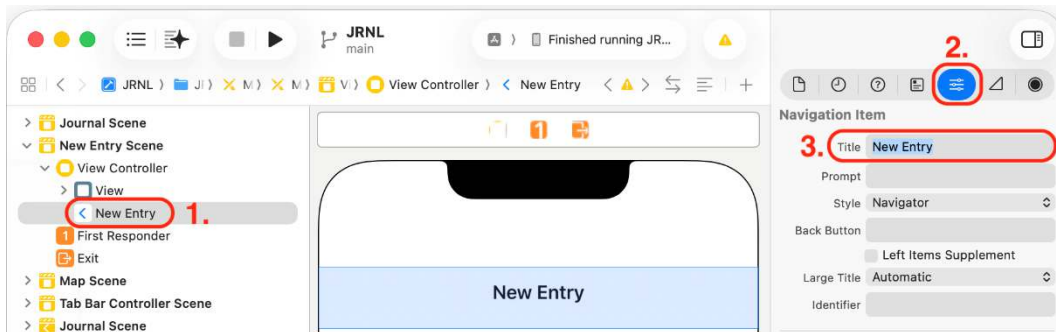 JRNL
main
Finished running JR...
2.
JRNL
View Controller
New Entry
Journal Scene
New Entry Scene
View Controller
View
New Entry
1.
First Responder
Exit
Map Scene
Tab Bar Controller Scene
Journal Scene
1
1
New Entry
Navigation Item
3.
Title New Entry
Prompt
Style Navigator
Back Button
Left Items Supplement
Large Title Automatic
Identifier